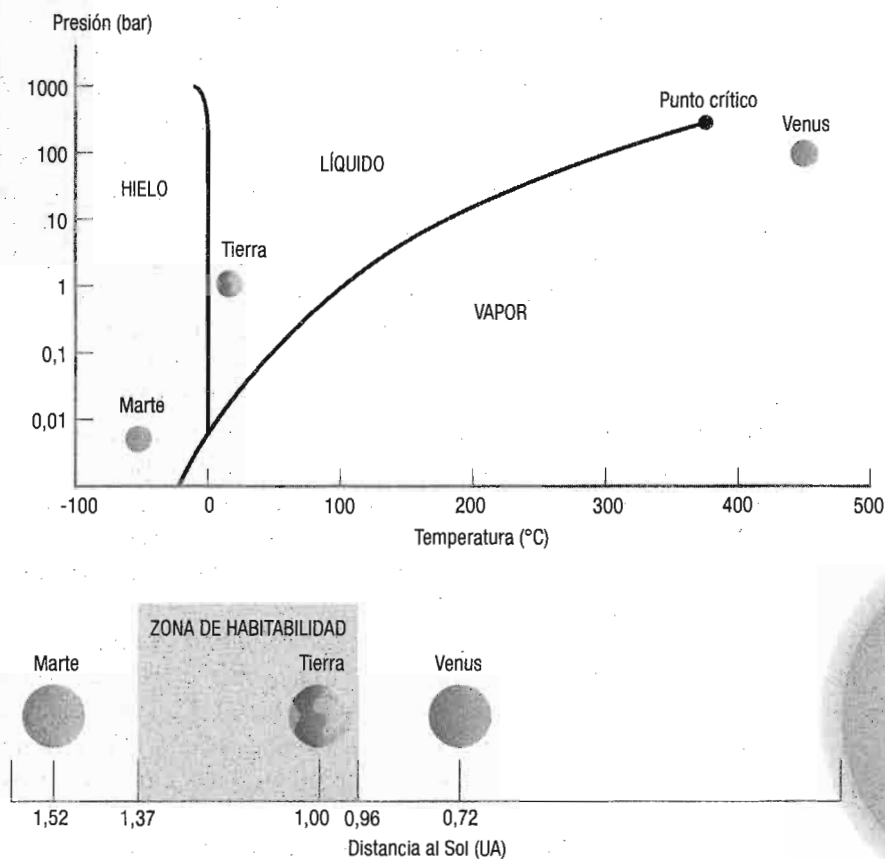 Presión (bar)
1000
100
10
1
0,1
0,01
HIELO
LÍQUIDO
VAPOR
Punto crítico
Venus
Tierra
Marte
-100 0 100 200 300 400 500
Temperatura (°C)
ZONA DE HABITABILIDAD
Marte Tierra Venus
1,52 1,37 1,00 0,96 0,72
Distancia al Sol (UA)